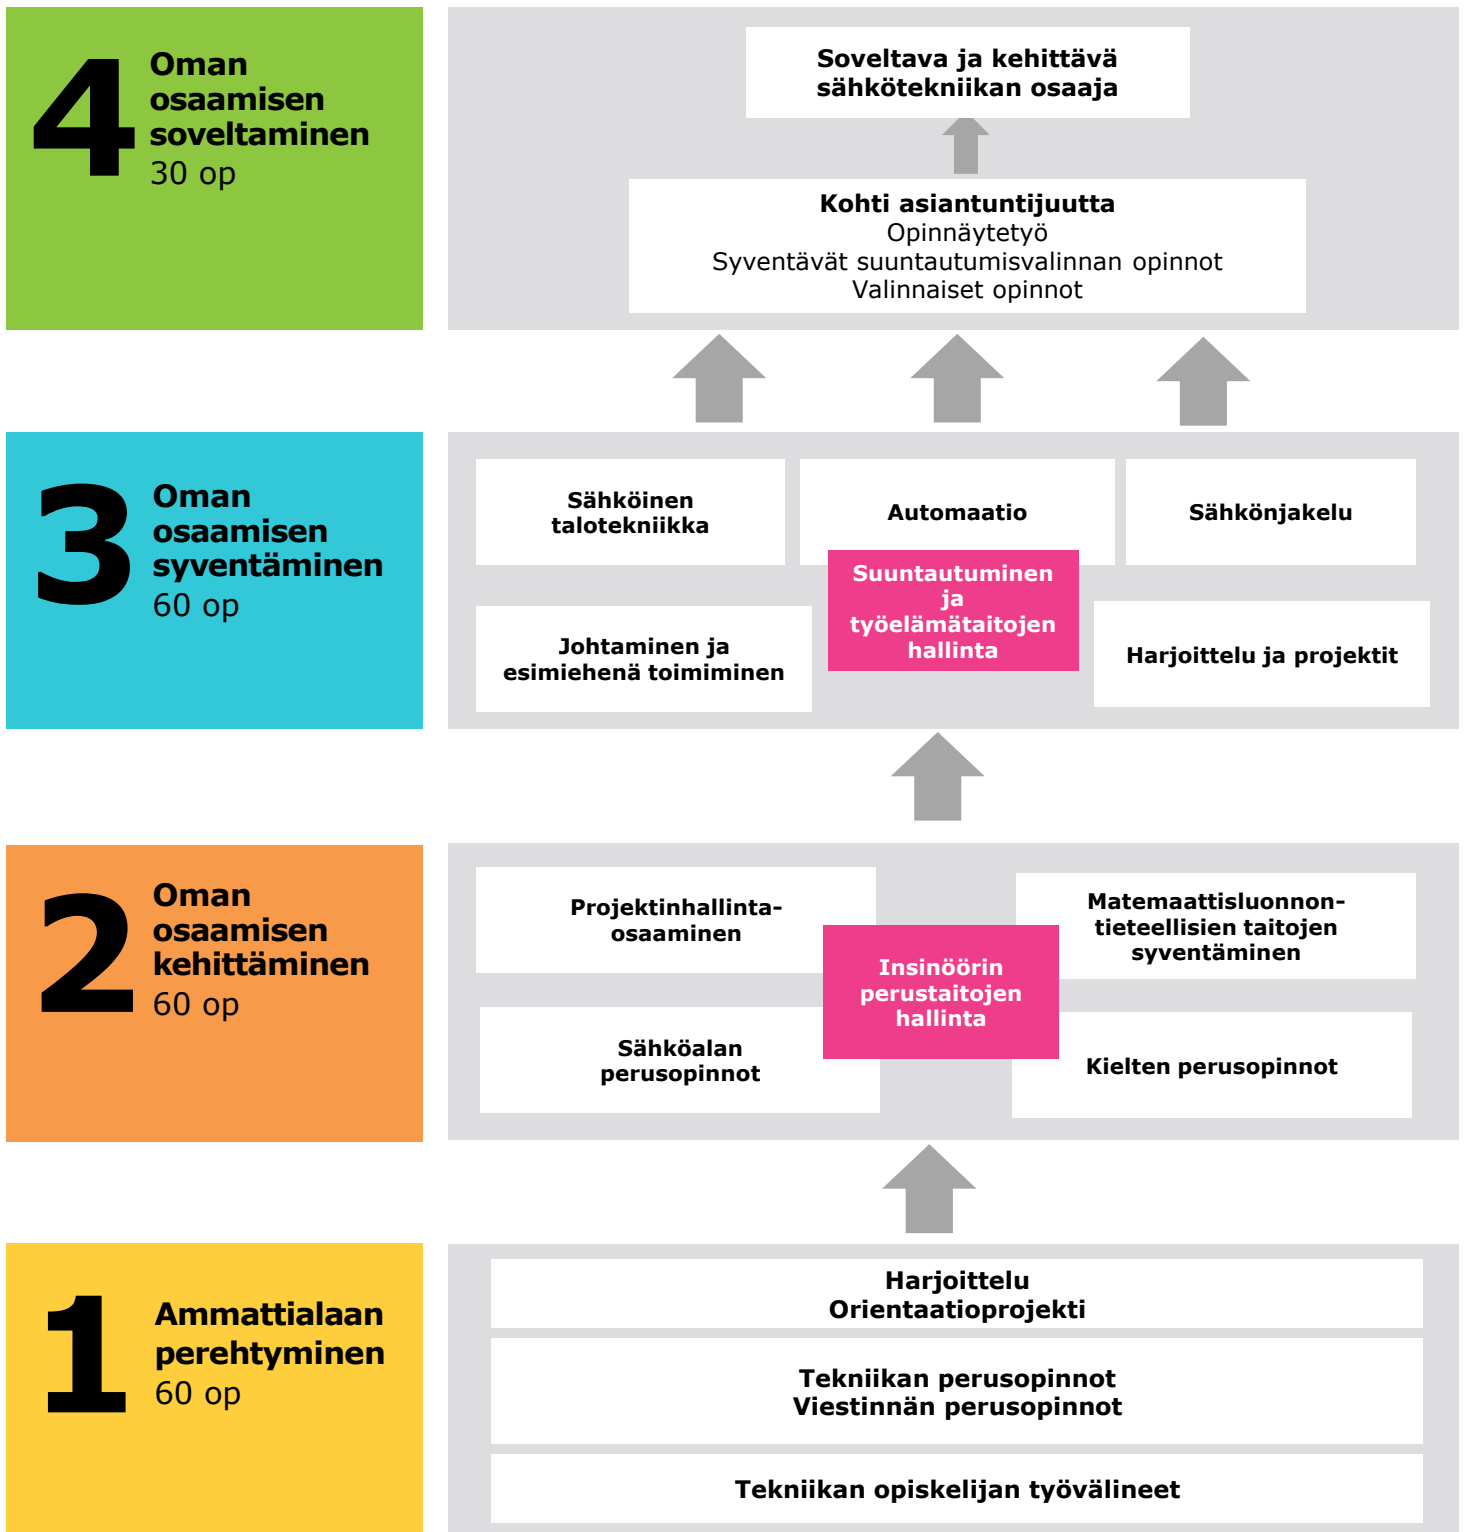 4
Oman
osaamisen
soveltaminen
30 op
Soveltava ja kehittävä
sähkötekniikan osaaja
Kohti asiantuntijuutta
Opinnäytetyö
Syventävät suuntautumisvalinnan opinnot
Valinnaiset opinnot
3
Oman
osaamisen
syventäminen
60 op
Sähköinen
talotekniikka
Automaatio
Sähkönjakelu
Suuntautuminen
ja
työelämätaitojen
hallinta
Johtaminen ja
esimiehenä toimiminen
Harjoittelu ja projektit
2
Oman
osaamisen
kehittäminen
60 op
Projektinhallinta-
osaaminen
Matemaattisluonnon-
tieteellisien taitojen
syventäminen
Insinöörin
perustaitojen
hallinta
Sähköalan
perusopinnot
Kielten perusopinnot
1
Ammattialaan
perehtyminen
60 op
Harjoittelu
Orientaatioprojekti
Tekniikan perusopinnot
Viestinnän perusopinnot
Tekniikan opiskelijan työvälineet